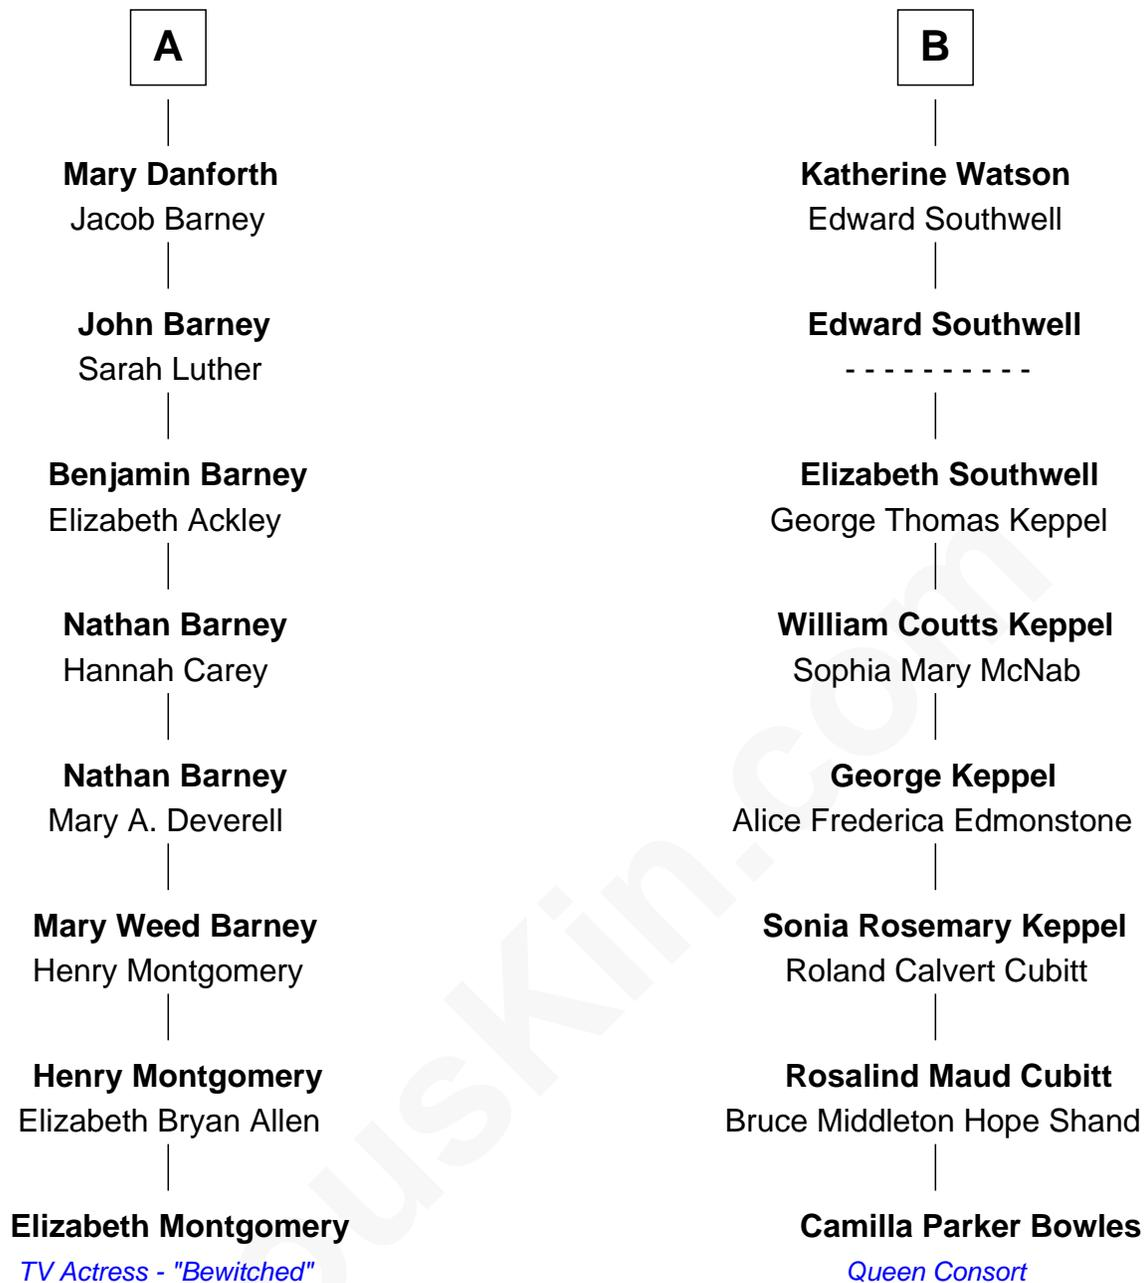 A
Mary Danforth
Jacob Barney
John Barney
Sarah Luther
Benjamin Barney
Elizabeth Ackley
Nathan Barney
Hannah Carey
Nathan Barney
Mary A. Deverell
Mary Weed Barney
Henry Montgomery
Henry Montgomery
Elizabeth Bryan Allen
Elizabeth Montgomery
TV Actress - "Bewitched"
B
Katherine Watson
Edward Southwell
Edward Southwell
- - - - - - - - - -
Elizabeth Southwell
George Thomas Keppel
William Coutts Keppel
Sophia Mary McNab
George Keppel
Alice Frederica Edmonstone
Sonia Rosemary Keppel
Roland Calvert Cubitt
Rosalind Maud Cubitt
Bruce Middleton Hope Shand
Camilla Parker Bowles
Queen Consort
ousKin.com